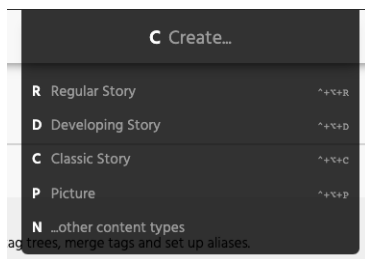 C Create...
R Regular Story ^+⌥+R
D Developing Story ^+⌥+D
C Classic Story ^+⌥+C
P Picture ^+⌥+P
N ...other content types
ag trees, merge tags and set up aliases.